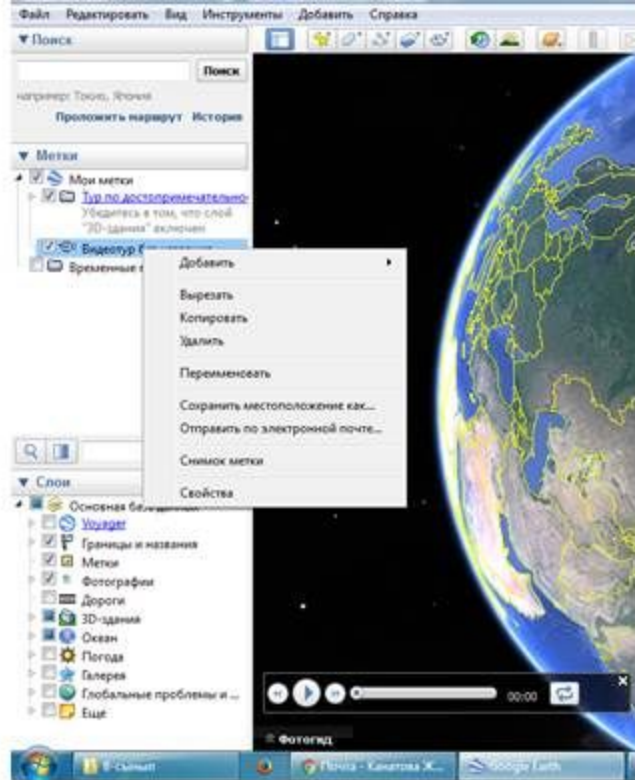 Файл Редактировать Вид Инструменты Добавить Справка
Поиск
Поиск
например: Токио, Япония
Проложить маршрут История
Метки
Мои метки
Тур по достопримечательно
Убедитесь в том, что слой
"3D-здания" включен
Видеотур
Временные
Добавить
Вырезать
Копировать
Удалить
Переименовать
Сохранить местоположение как...
Отправить по электронной почте...
Снимок метки
Свойства
Слои
Основная
Voyager
Границы и названия
Метки
Фотографии
Дороги
3D-здания
Океан
Погода
Галерея
Глобальные проблемы и ...
Еще
00:00
Фотогид
8-сынып
Почта - Канатова Ж...
Google Earth